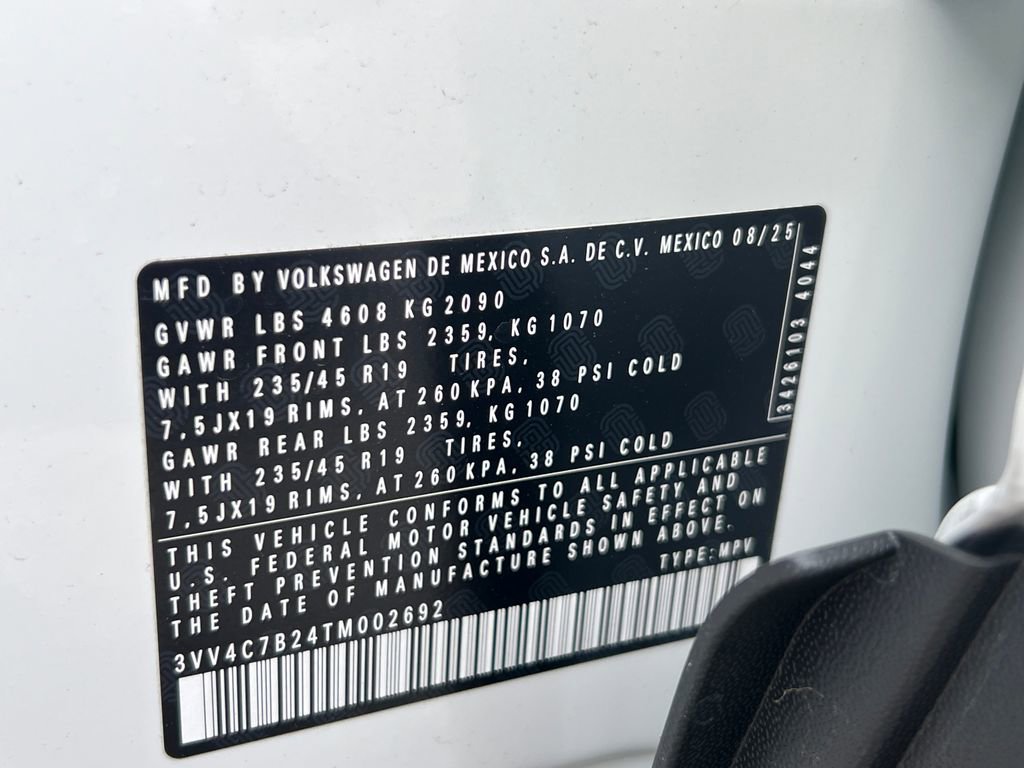 MFD BY VOLKSWAGEN DE MEXICO S.A. DE C.V. MEXICO 08/25
GVWR LBS 4608 KG 2090
GAWR FRONT LBS 2359, KG 1070
WITH 235/45 R19 TIRES,
7,5JX19 RIMS, AT 260 KPA, 38 PSI COLD
GAWR REAR LBS 2359, KG 1070
WITH 235/45 R19 TIRES,
7,5JX19 RIMS, AT 260 KPA, 38 PSI COLD
THIS VEHICLE CONFORMS TO ALL APPLICABLE
U.S. FEDERAL MOTOR VEHICLE SAFETY AND
THEFT PREVENTION STANDARDS IN EFFECT ON
THE DATE OF MANUFACTURE SHOWN ABOVE.
TYPE:MPV
3VV4C7B24TM002692
3426103 4044